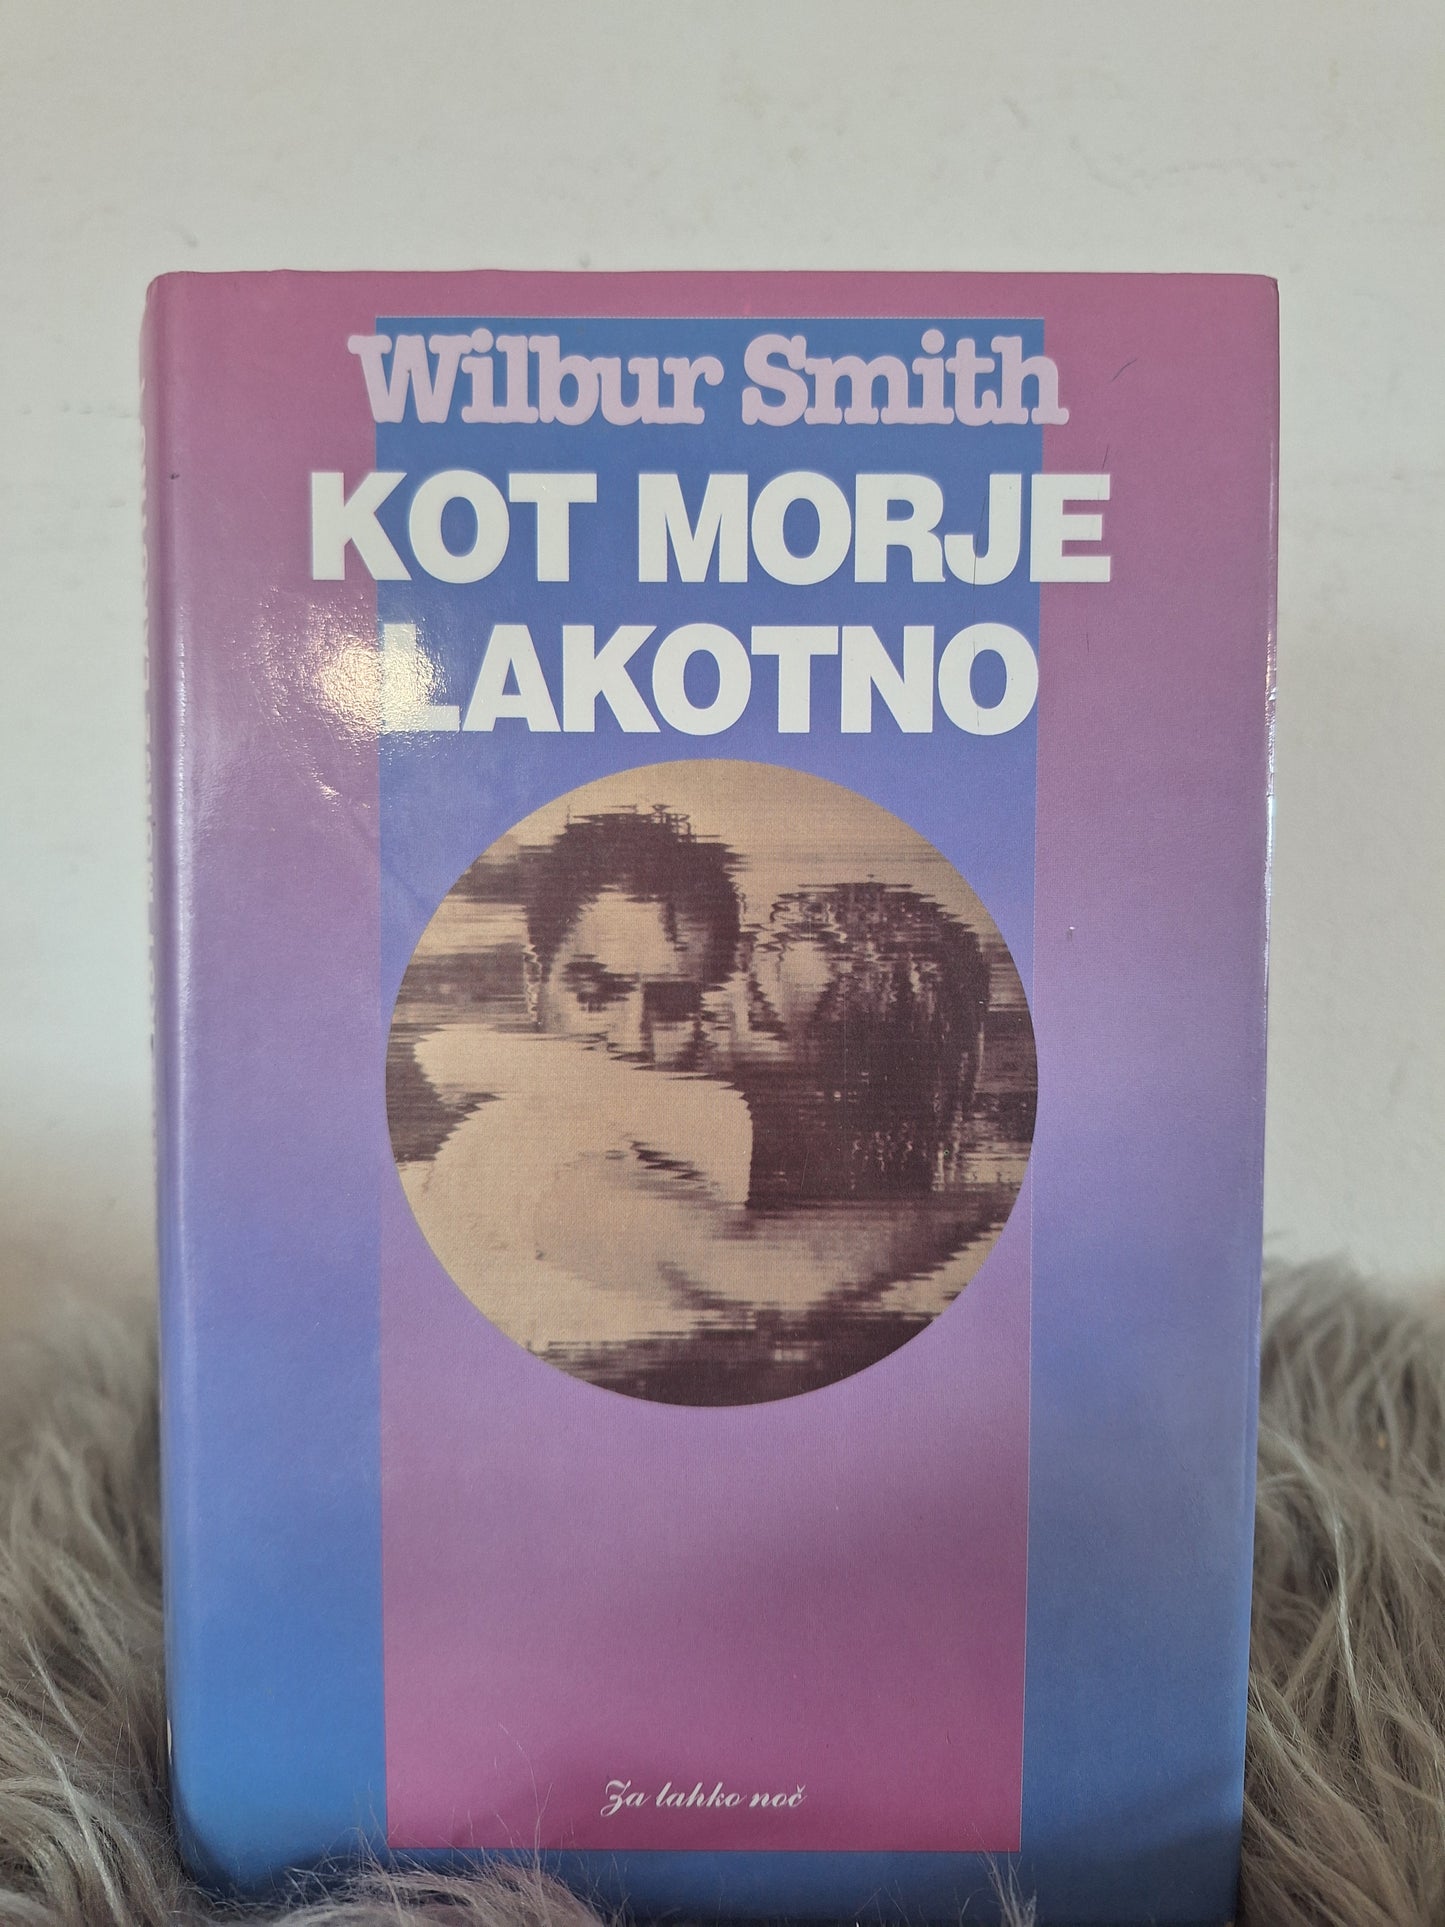 Wilbur Smith
KOT MORJE
LAKOTNO
Za lahko noč